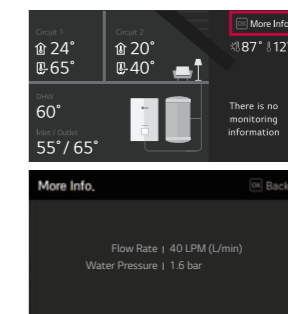 Circuit 1
24°
65°
Circuit 2
20°
40°
DHW
60°
Inlet / Outlet
55°/ 65°
OK More Info
87° 12°
There is no
monitoring
information
More Info.
OK Back
Flow Rate | 40 LPM (L/min)
Water Pressure | 1.6 bar